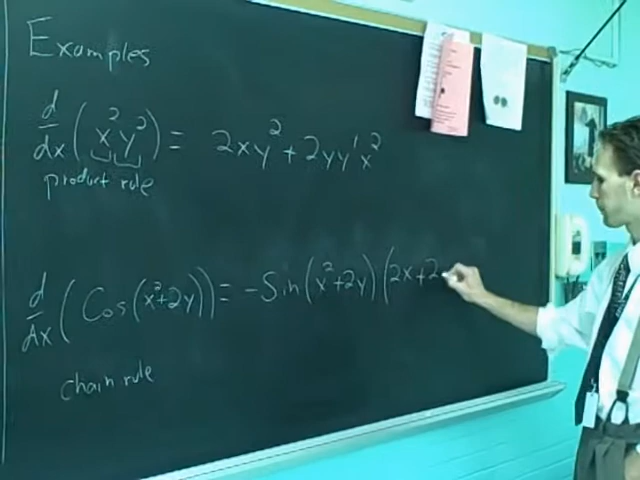 Examples
d/dx (x²y²) = 2xy² + 2yy'x²
product rule
d/dx (Cos(x²+2y)) = -Sin(x²+2y)(2x+2
chain rule